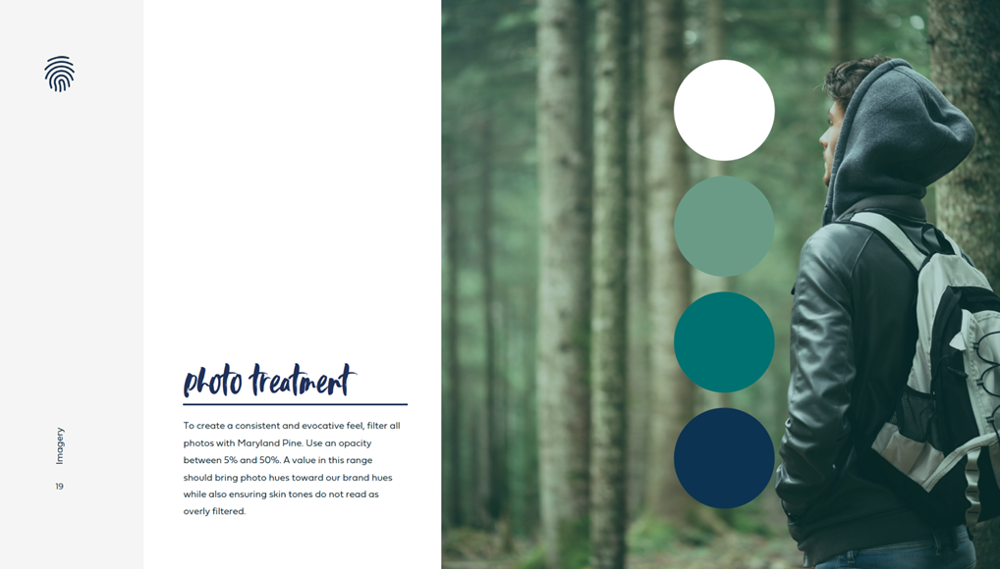 photo treatment
To create a consistent and evocative feel, filter all
photos with Maryland Pine. Use an opacity
between 5% and 50%. A value in this range
should bring photo hues toward our brand hues
while also ensuring skin tones do not read as
overly filtered.
Imagery
19